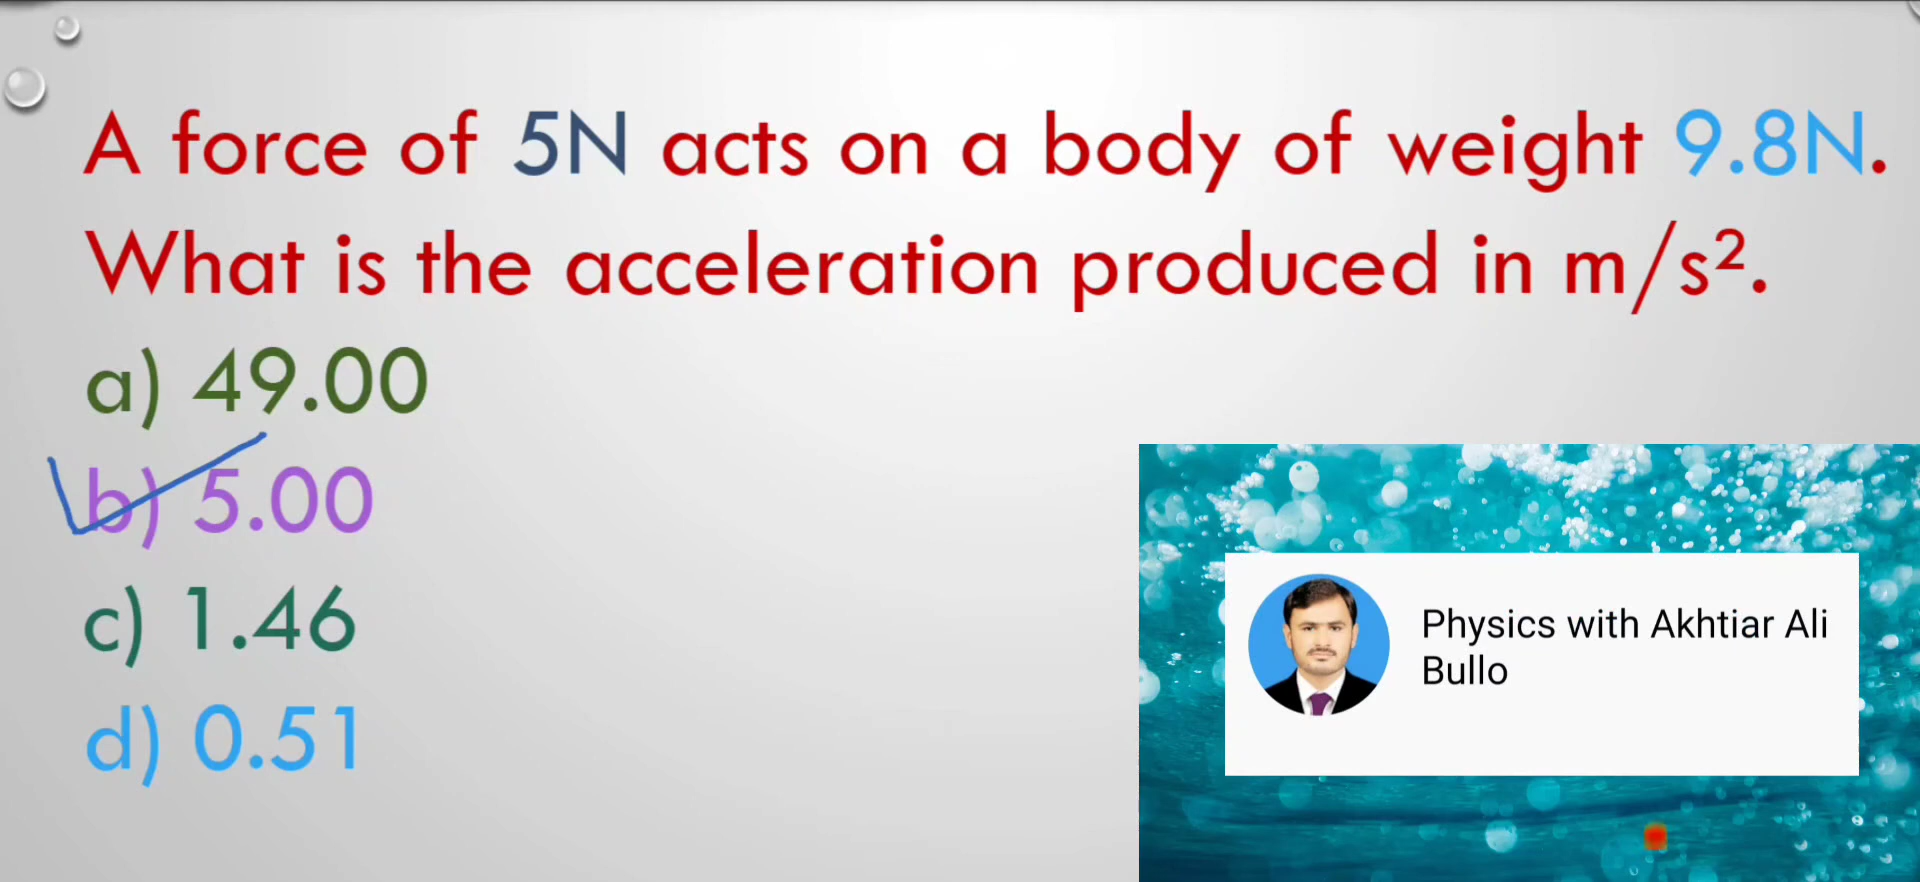 A force of 5N acts on a body of weight 9.8N.
What is the acceleration produced in m/s².
a) 49.00
b) 5.00
c) 1.46
d) 0.51
Physics with Akhtiar Ali
Bullo